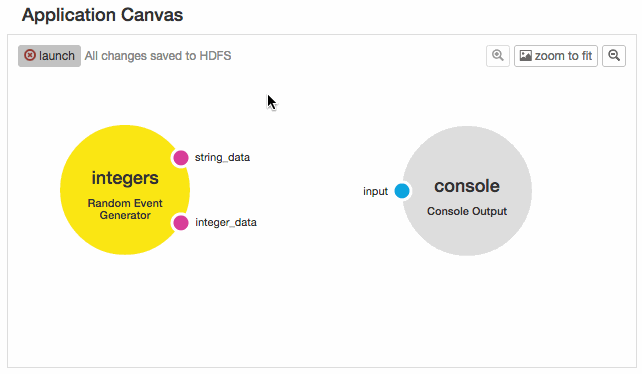 Application Canvas
launch All changes saved to HDFS
zoom to fit
string_data
integers
Random Event
Generator
integer_data
input
console
Console Output